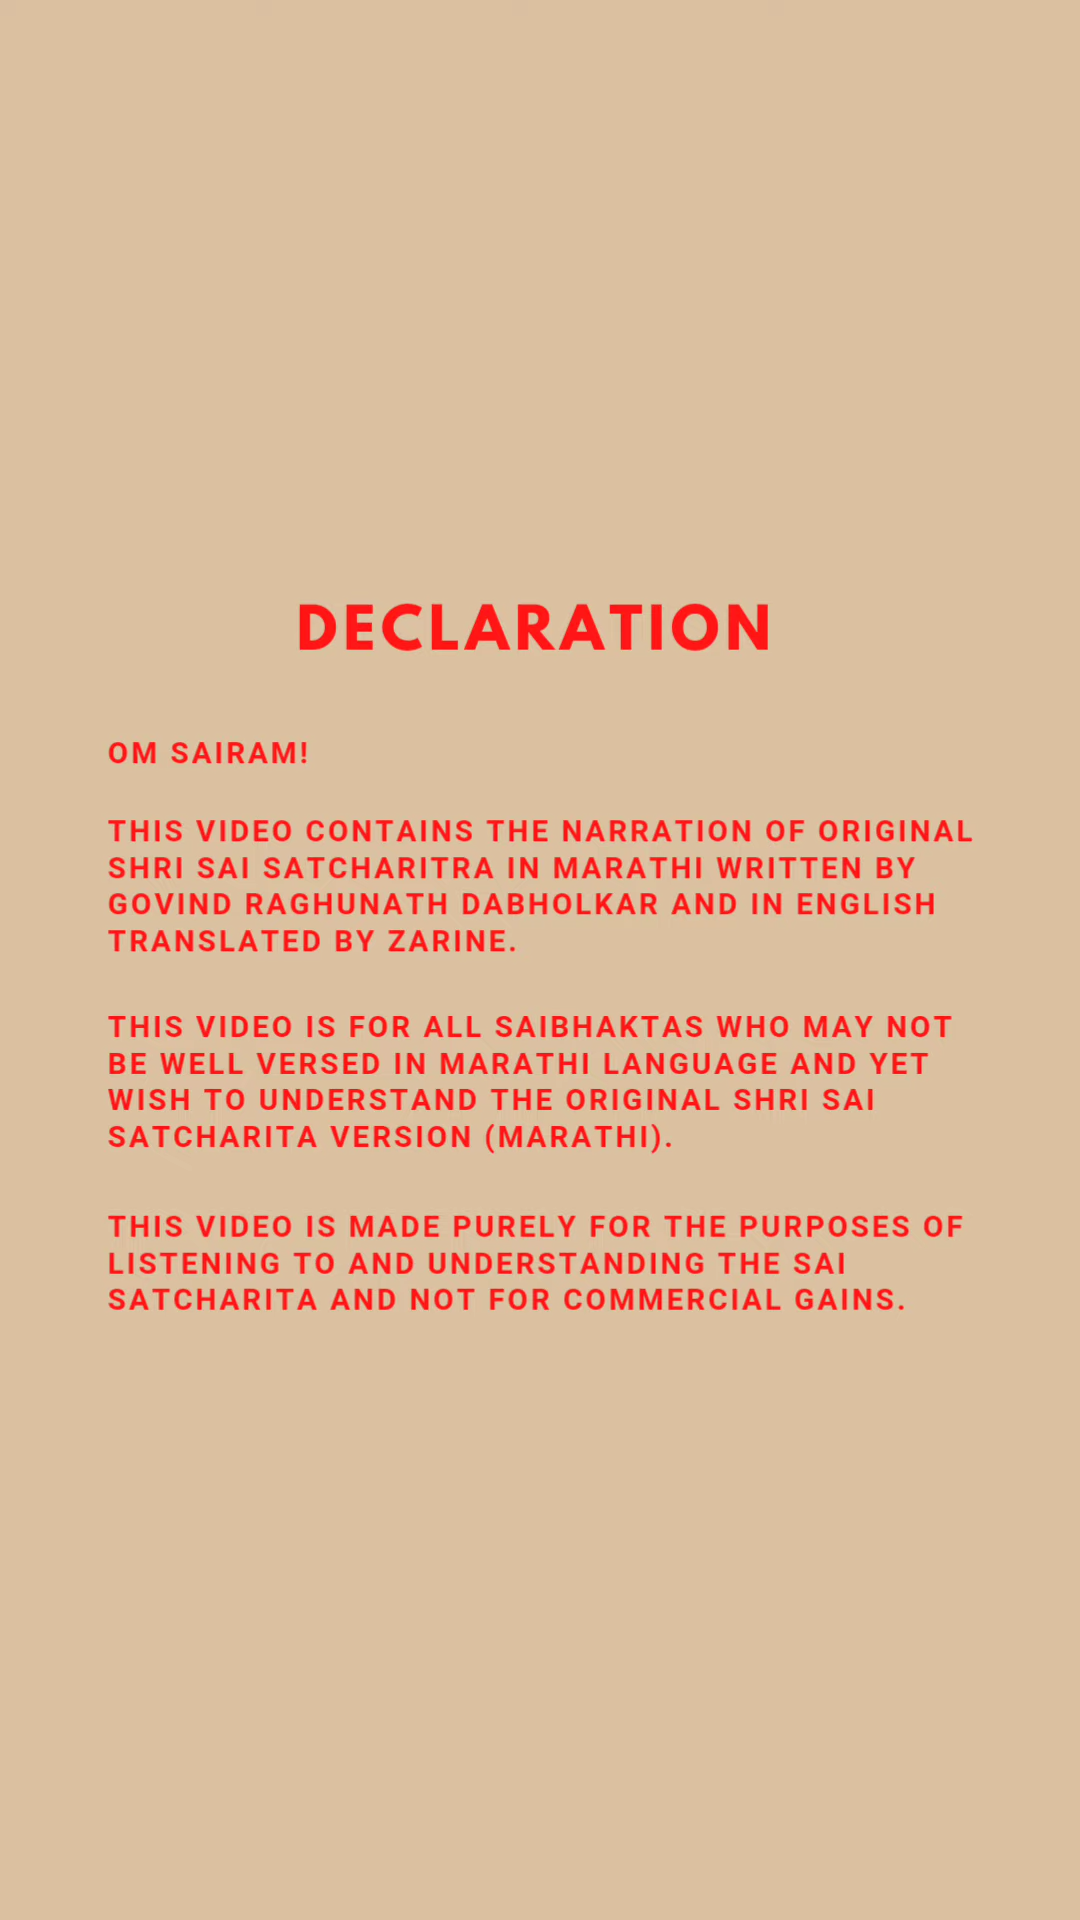 DECLARATION
OM SAIRAM!
THIS VIDEO CONTAINS THE NARRATION OF ORIGINAL
SHRI SAI SATCHARITRA IN MARATHI WRITTEN BY
GOVIND RAGHUNATH DABHOLKAR AND IN ENGLISH
TRANSLATED BY ZARINE.
THIS VIDEO IS FOR ALL SAIBHAKTAS WHO MAY NOT
BE WELL VERSED IN MARATHI LANGUAGE AND YET
WISH TO UNDERSTAND THE ORIGINAL SHRI SAI
SATCHARITA VERSION (MARATHI).
THIS VIDEO IS MADE PURELY FOR THE PURPOSES OF
LISTENING TO AND UNDERSTANDING THE SAI
SATCHARITA AND NOT FOR COMMERCIAL GAINS.